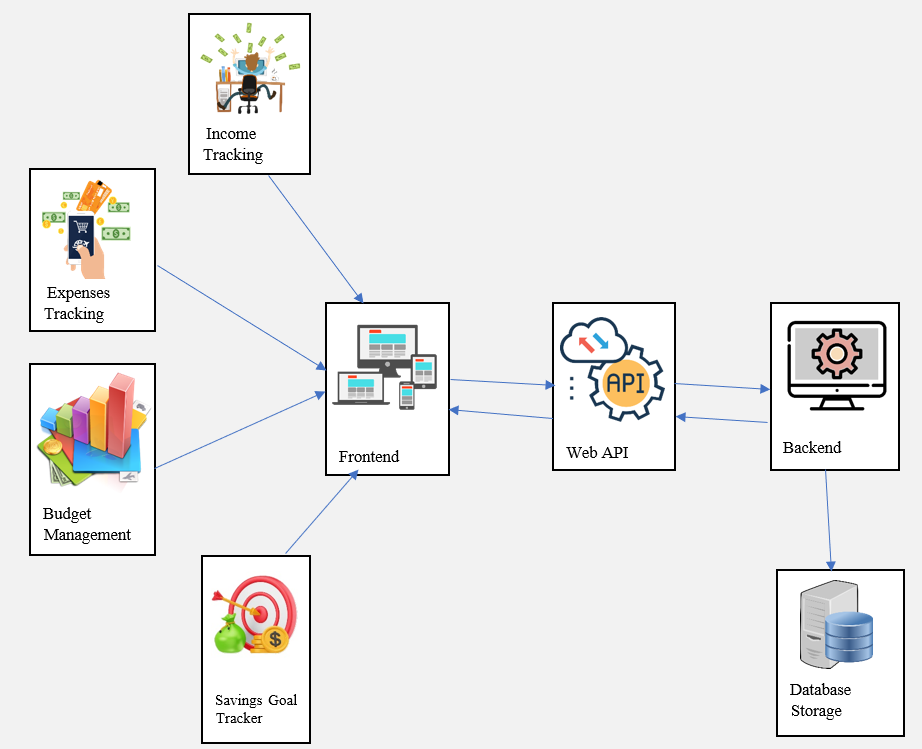 Income
Tracking
Expenses
Tracking
Budget
Management
Savings Goal
Tracker
Frontend
API
Web API
Backend
Database
Storage